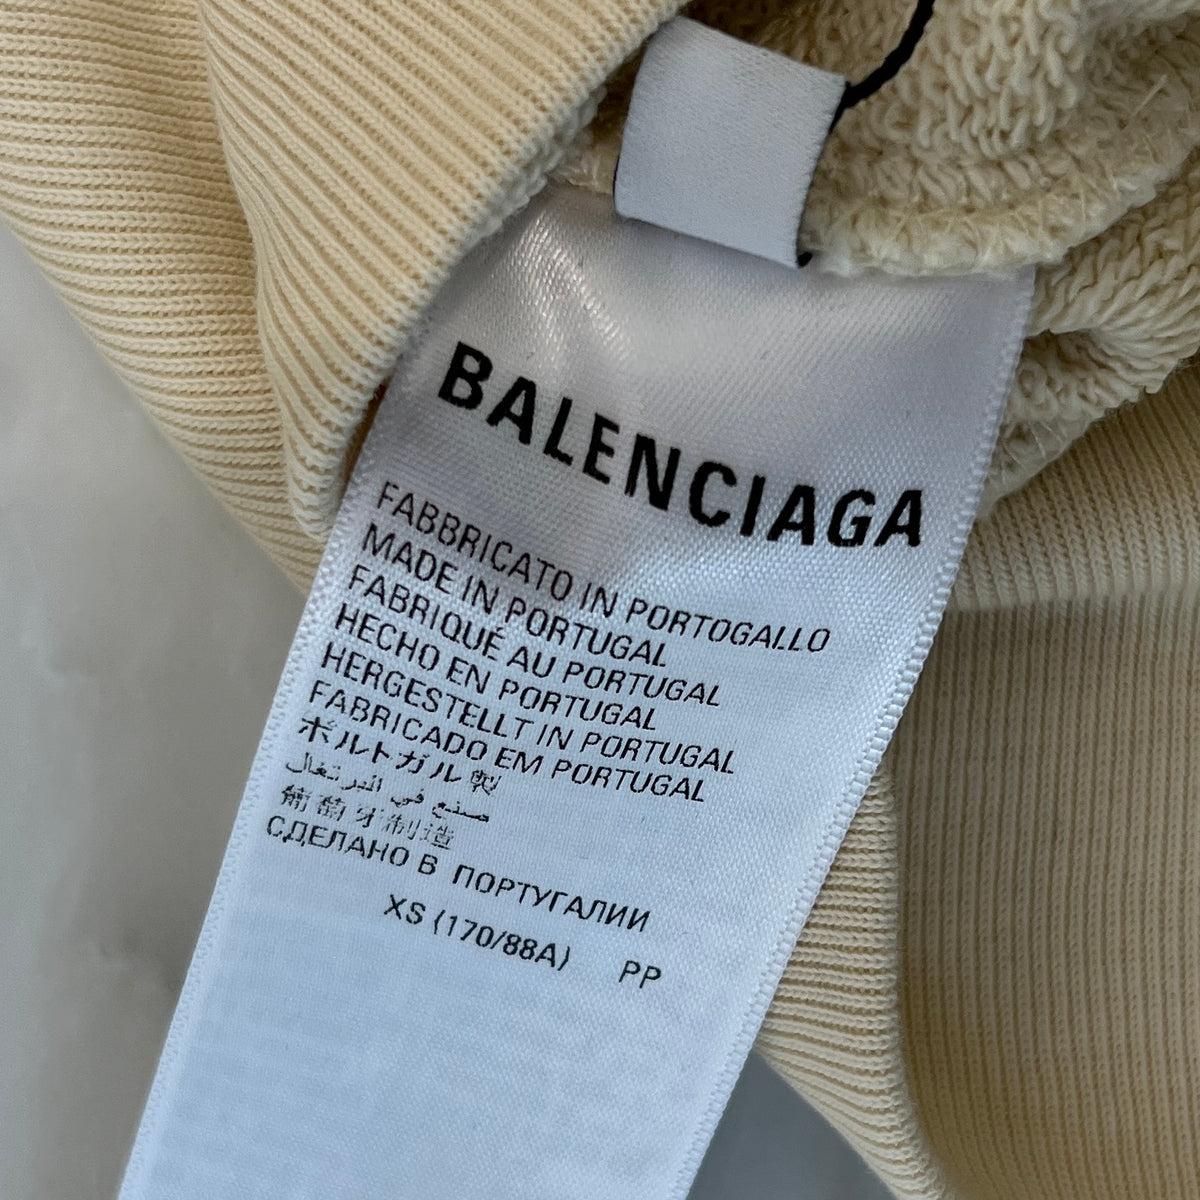 BALENCIAGA
FABBRICATO IN PORTOGALLO
MADE IN PORTUGAL
FABRIQUÉ AU PORTUGAL
HECHO EN PORTUGAL
HERGESTELLT IN PORTUGAL
FABRICADO EM PORTUGAL
ポルトガル製
صنع في البرتغال
葡萄牙制造
СДЕЛАНО В ПОРТУГАЛИИ
XS (170/88A) PP